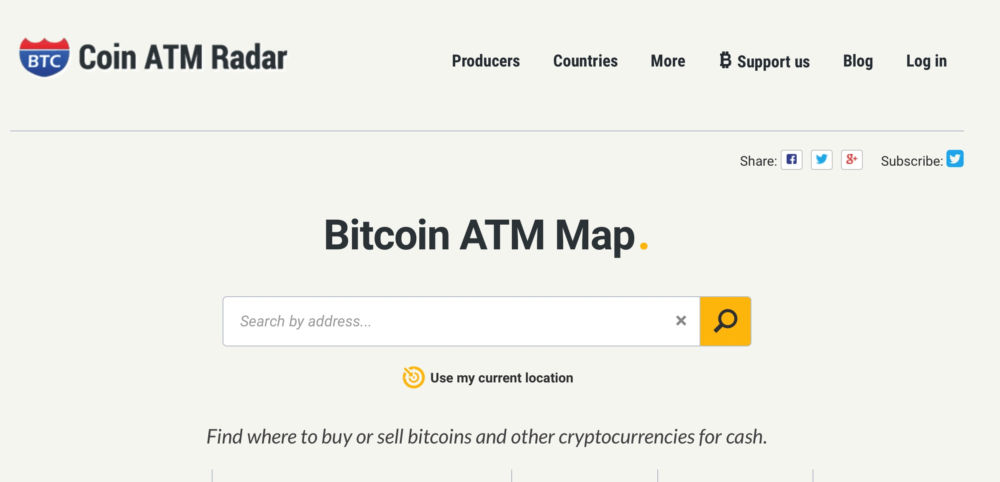 BTC Coin ATM Radar
Producers Countries More ₿ Support us Blog Log in
Share: Subscribe:
Bitcoin ATM Map.
Search by address...
Use my current location
Find where to buy or sell bitcoins and other cryptocurrencies for cash.